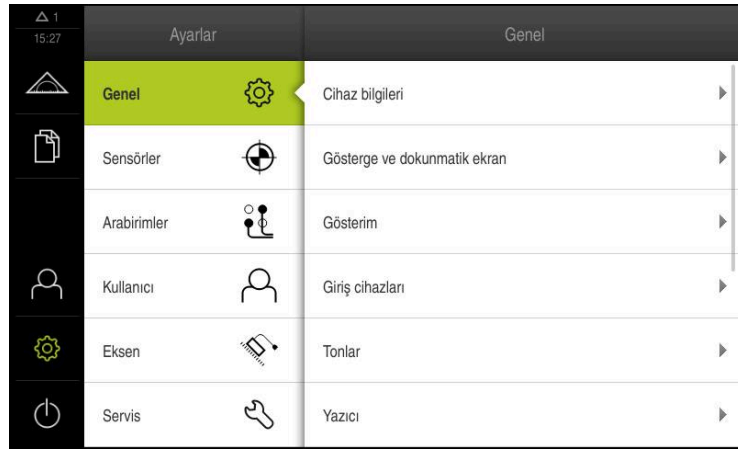 1
15:27
Ayarlar
Genel
Genel
Sensörler
Arabirimler
Kullanıcı
Eksen
Servis
Cihaz bilgileri
Gösterge ve dokunmatik ekran
Gösterim
Giriş cihazları
Tonlar
Yazıcı